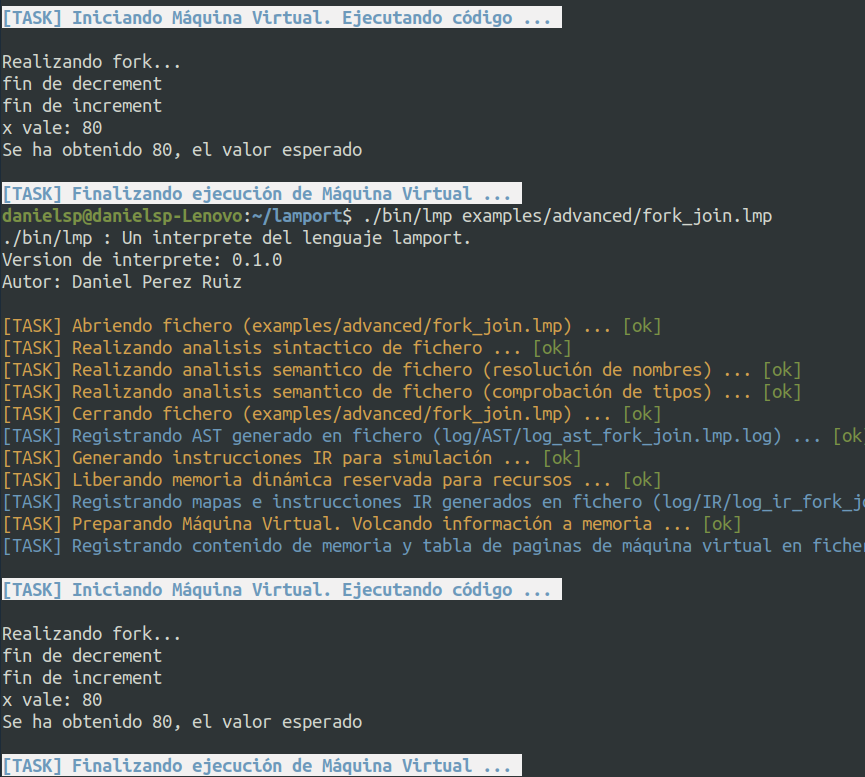 [TASK] Iniciando Máquina Virtual. Ejecutando código ...
Realizando fork...
fin de decrement
fin de increment
x vale: 80
Se ha obtenido 80, el valor esperado
[TASK] Finalizando ejecución de Máquina Virtual ...
danielsp@danielsp-Lenovo:~/lamport$ ./bin/lmp examples/advanced/fork_join.lmp
./bin/lmp : Un interprete del lenguaje lamport.
Version de interprete: 0.1.0
Autor: Daniel Perez Ruiz
[TASK] Abriendo fichero (examples/advanced/fork_join.lmp) ... [ok]
[TASK] Realizando analisis sintactico de fichero ... [ok]
[TASK] Realizando analisis semantico de fichero (resolución de nombres) ... [ok]
[TASK] Realizando analisis semantico de fichero (comprobación de tipos) ... [ok]
[TASK] Cerrando fichero (examples/advanced/fork_join.lmp) ... [ok]
[TASK] Registrando AST generado en fichero (log/AST/log_ast_fork_join.lmp.log) ... [ok
[TASK] Generando instrucciones IR para simulación ... [ok]
[TASK] Liberando memoria dinámica reservada para recursos ... [ok]
[TASK] Registrando mapas e instrucciones IR generados en fichero (log/IR/log_ir_fork_jo
[TASK] Preparando Máquina Virtual. Volcando información a memoria ... [ok]
[TASK] Registrando contenido de memoria y tabla de paginas de máquina virtual en ficher
[TASK] Iniciando Máquina Virtual. Ejecutando código ...
Realizando fork...
fin de decrement
fin de increment
x vale: 80
Se ha obtenido 80, el valor esperado
[TASK] Finalizando ejecución de Máquina Virtual ...